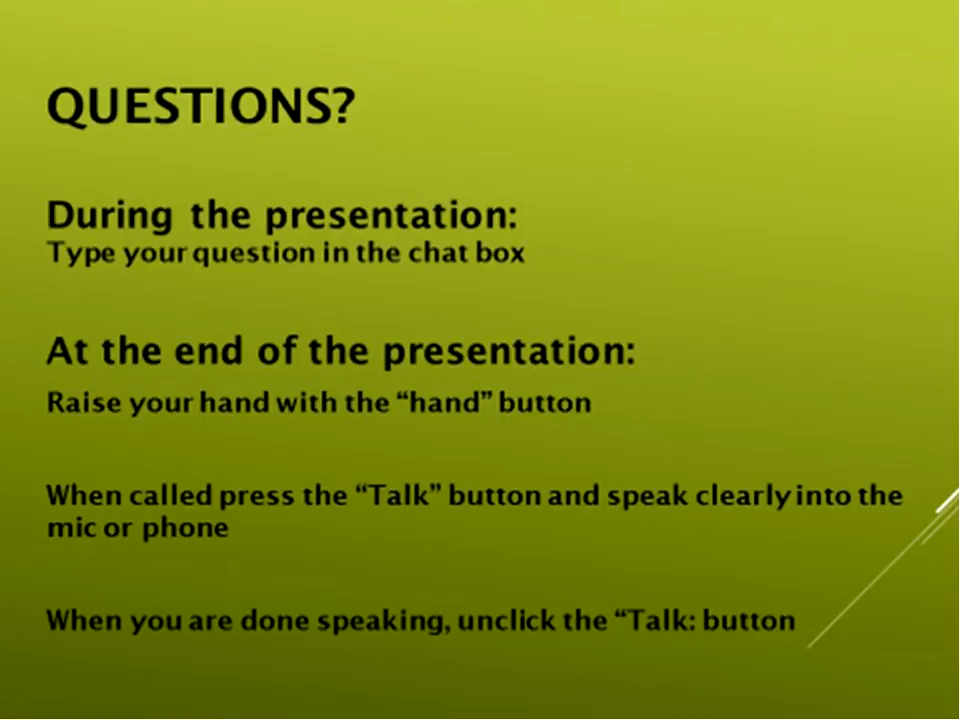 QUESTIONS?
During the presentation:
Type your question in the chat box
At the end of the presentation:
Raise your hand with the “hand” button
When called press the “Talk” button and speak clearly into the
mic or phone
When you are done speaking, unclick the “Talk: button